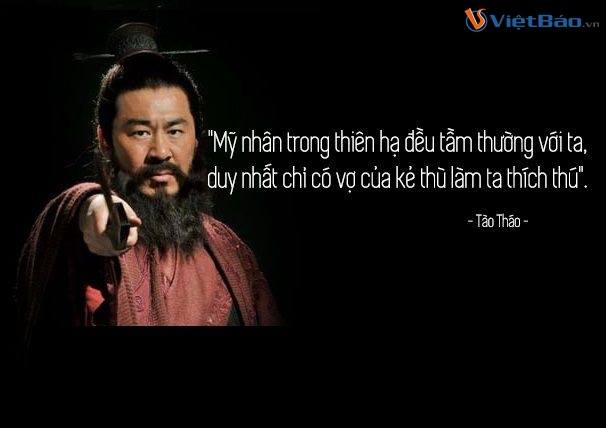 ViệtBáo.vn
"Mỹ nhân trong thiên hạ đều tầm thường với ta,
duy nhất chỉ có vợ của kẻ thù làm ta thích thú".
- Tào Tháo -